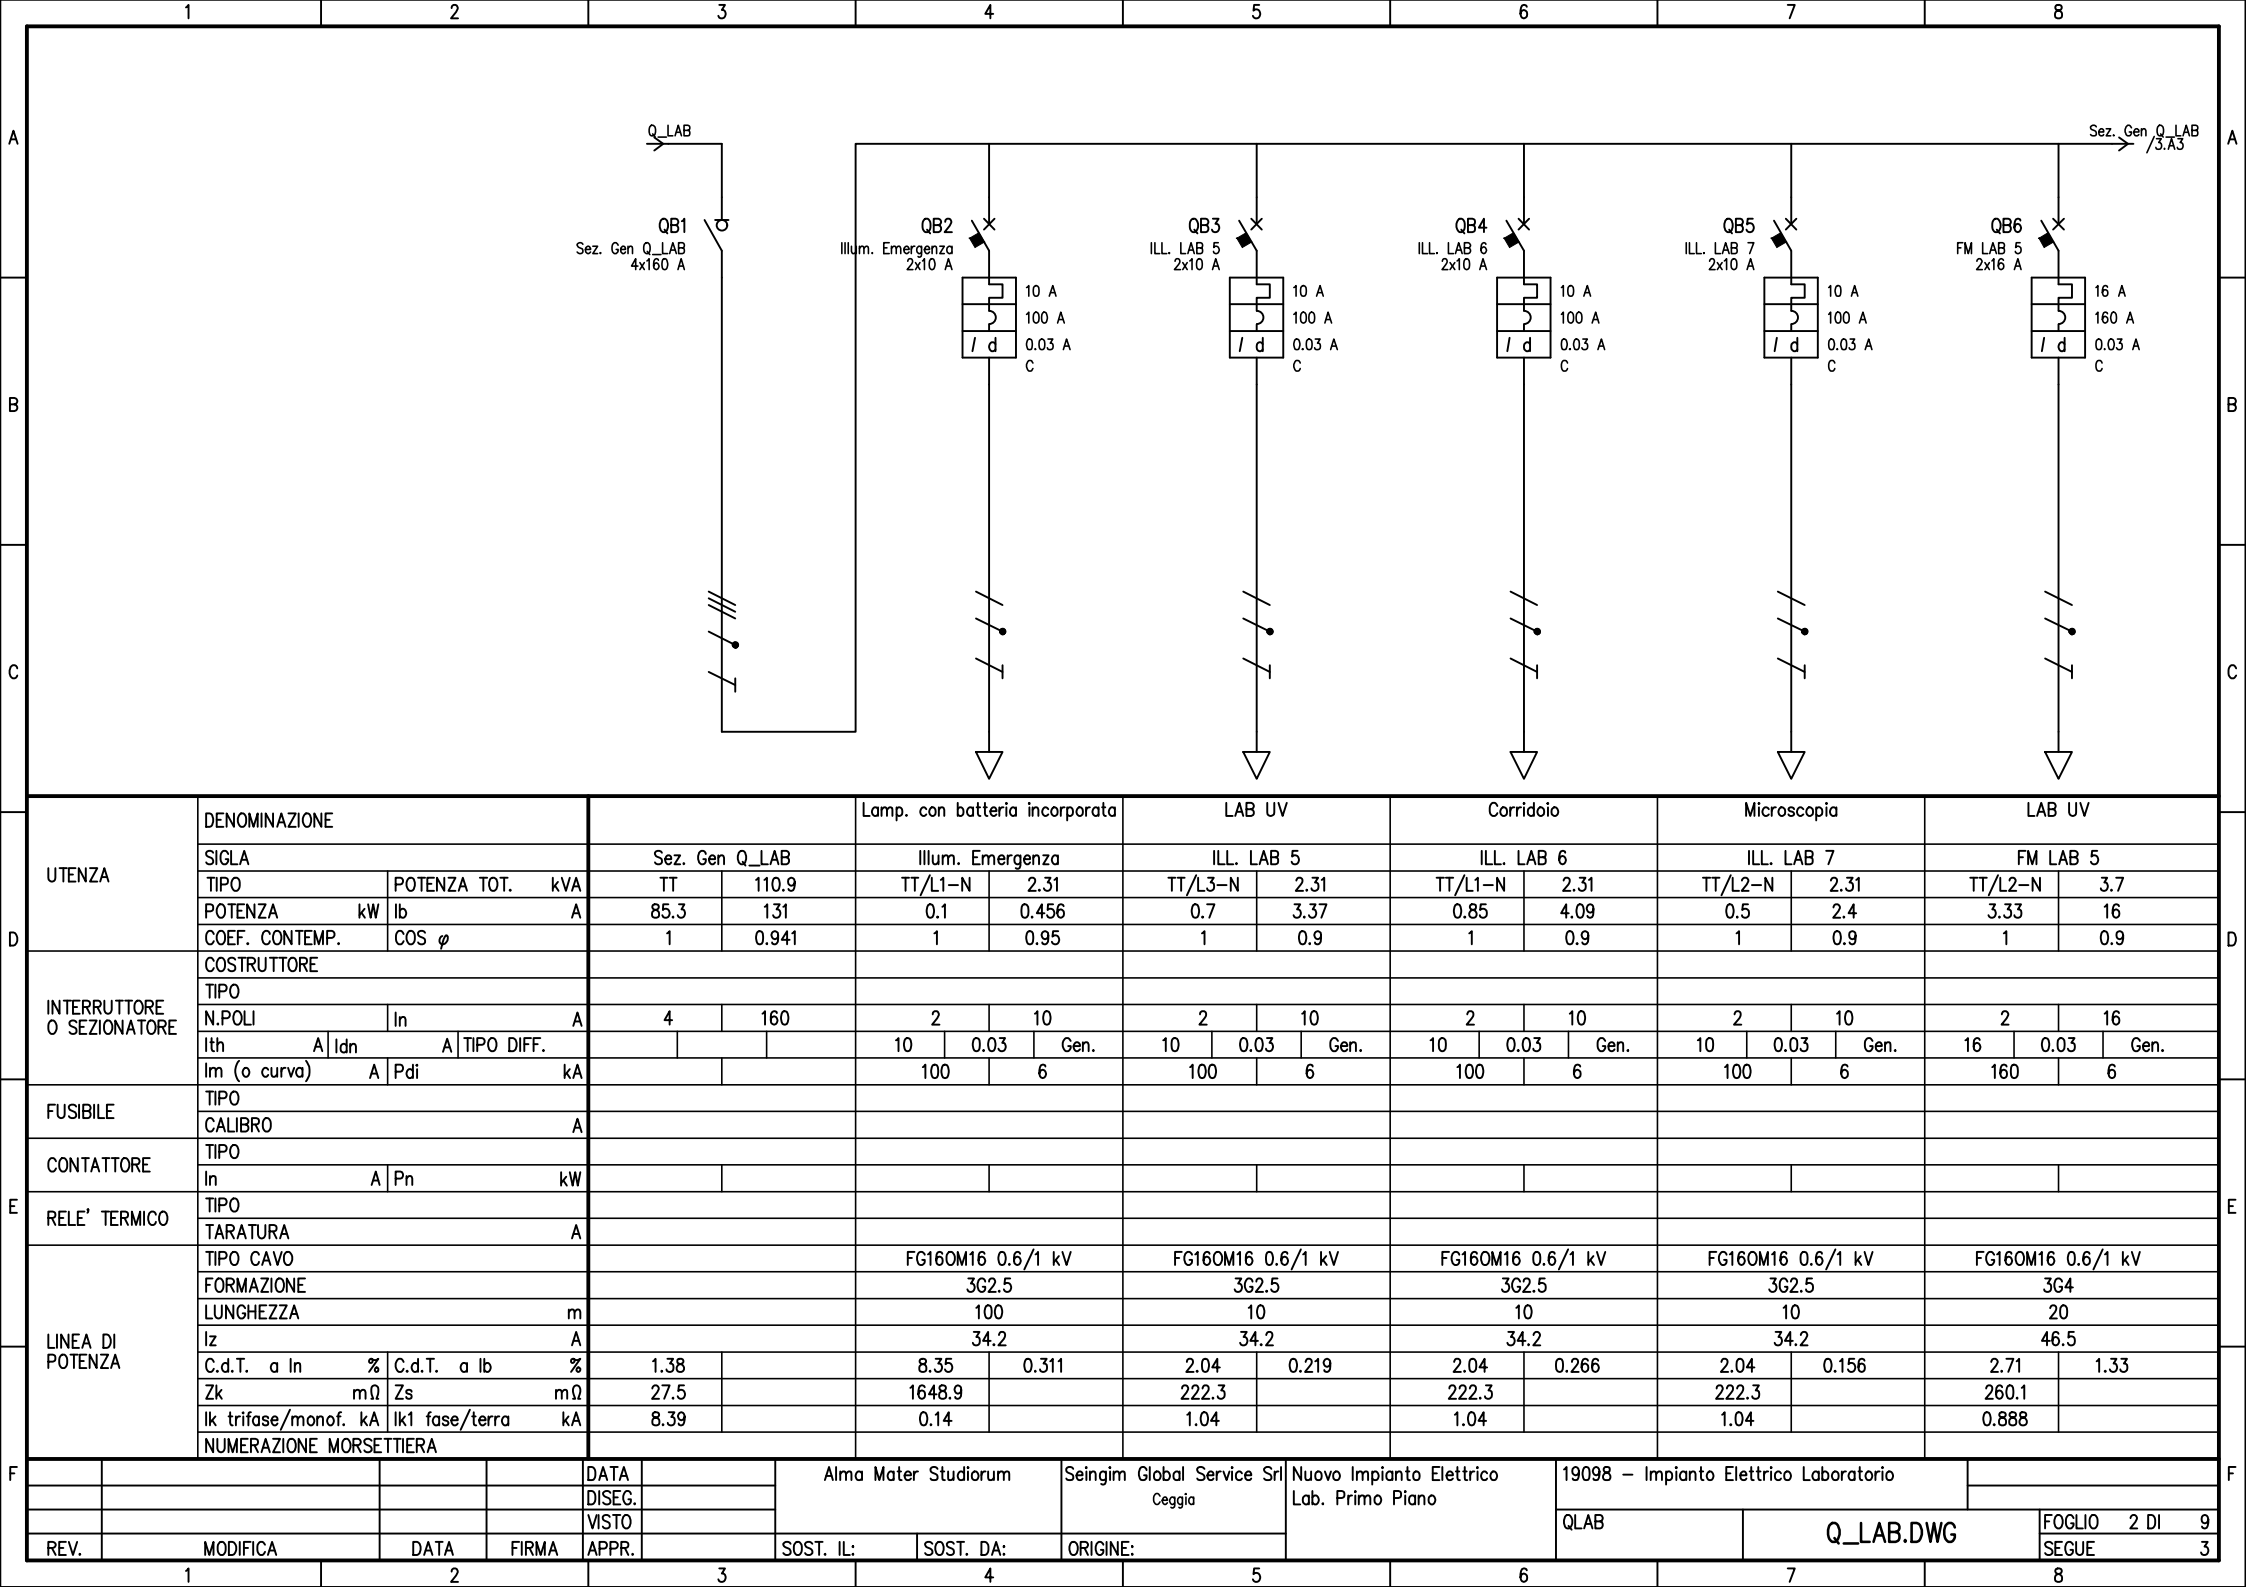 1 2 3 4 5 6 7 8
A Q_LAB Sez. Gen Q_LAB A
/3.A3
QB1 QB2 QB3 QB4 QB5 QB6
Sez. Gen Q_LAB Illum. Emergenza ILL. LAB 5 ILL. LAB 6 ILL. LAB 7 FM LAB 5
4x160 A 2x10 A 2x10 A 2x10 A 2x10 A 2x16 A
10 A 10 A 10 A 10 A 16 A
100 A 100 A 100 A 100 A 160 A
I d 0.03 A I d 0.03 A I d 0.03 A I d 0.03 A I d 0.03 A
C C C C C
B B
C C
UTENZA
DENOMINAZIONE Lamp. con batteria incorporata LAB UV Corridoio Microscopia LAB UV
SIGLA Sez. Gen Q_LAB Illum. Emergenza ILL. LAB 5 ILL. LAB 6 ILL. LAB 7 FM LAB 5
TIPO POTENZA TOT. kVA TT 110.9 TT/L1-N 2.31 TT/L3-N 2.31 TT/L1-N 2.31 TT/L2-N 2.31 TT/L2-N 3.7
POTENZA kW Ib A 85.3 131 0.1 0.456 0.7 3.37 0.85 4.09 0.5 2.4 3.33 16
D COEF. CONTEMP. COS φ 1 0.941 1 0.95 1 0.9 1 0.9 1 0.9 1 0.9 D
INTERRUTTORE
O SEZIONATORE
COSTRUTTORE
TIPO
N.POLI In A 4 160 2 10 2 10 2 10 2 10 2 16
Ith A Idn A TIPO DIFF. 10 0.03 Gen. 10 0.03 Gen. 10 0.03 Gen. 10 0.03 Gen. 16 0.03 Gen.
Im (o curva) A Pdi kA 100 6 100 6 100 6 100 6 160 6
FUSIBILE
TIPO
CALIBRO A
CONTATTORE
TIPO
In A Pn kW
E RELE' TERMICO E
TIPO
TARATURA A
LINEA DI
POTENZA
TIPO CAVO FG16OM16 0.6/1 kV FG16OM16 0.6/1 kV FG16OM16 0.6/1 kV FG16OM16 0.6/1 kV FG16OM16 0.6/1 kV
FORMAZIONE 3G2.5 3G2.5 3G2.5 3G2.5 3G4
LUNGHEZZA m 100 10 10 10 20
Iz A 34.2 34.2 34.2 34.2 46.5
C.d.T. a In % C.d.T. a Ib % 1.38 8.35 0.311 2.04 0.219 2.04 0.266 2.04 0.156 2.71 1.33
Zk mΩ Zs mΩ 27.5 1648.9 222.3 222.3 222.3 260.1
Ik trifase/monof. kA Ik1 fase/terra kA 8.39 0.14 1.04 1.04 1.04 0.888
NUMERAZIONE MORSETTIERA
F DATA Alma Mater Studiorum Seingim Global Service Srl Nuovo Impianto Elettrico 19098 - Impianto Elettrico Laboratorio F
DISEG. Ceggia Lab. Primo Piano
VISTO QLAB Q_LAB.DWG FOGLIO 2 DI 9
REV. MODIFICA DATA FIRMA APPR. SOST. IL: SOST. DA: ORIGINE: SEGUE 3
1 2 3 4 5 6 7 8